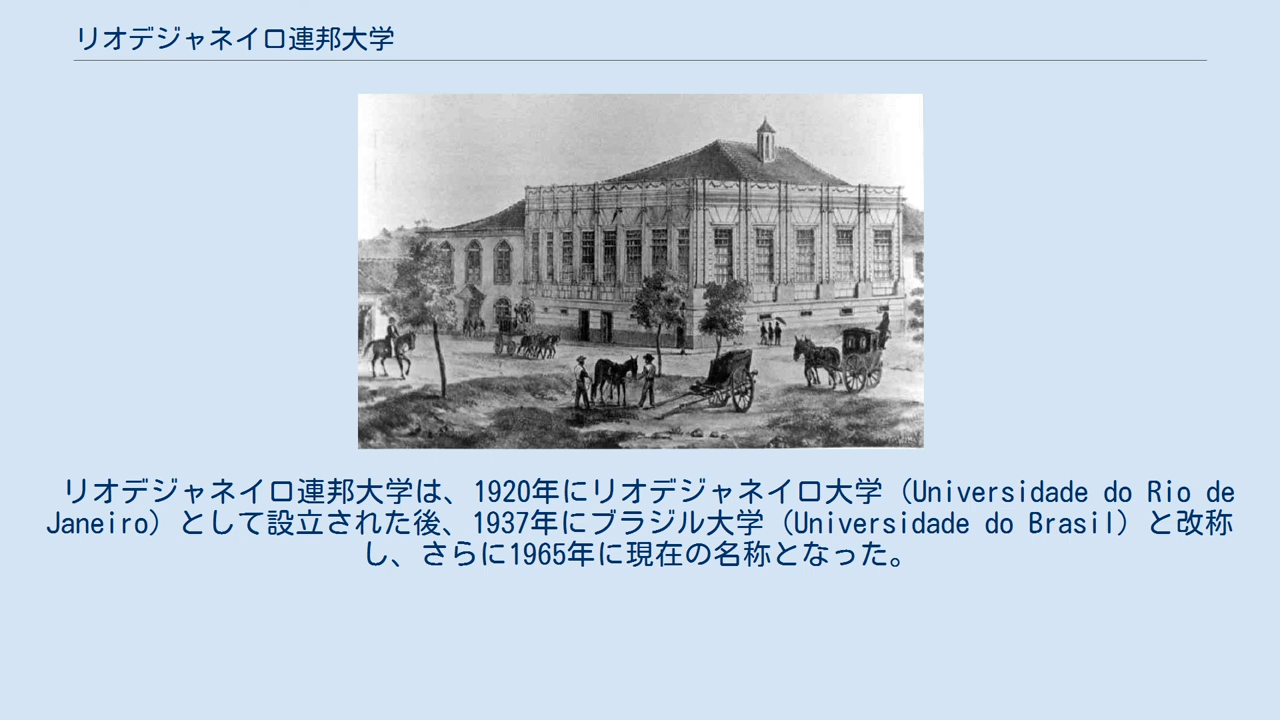 リオデジャネイロ連邦大学
リオデジャネイロ連邦大学は、1920年にリオデジャネイロ大学（Universidade do Rio de
Janeiro）として設立された後、1937年にブラジル大学（Universidade do Brasil）と改称
し、さらに1965年に現在の名称となった。